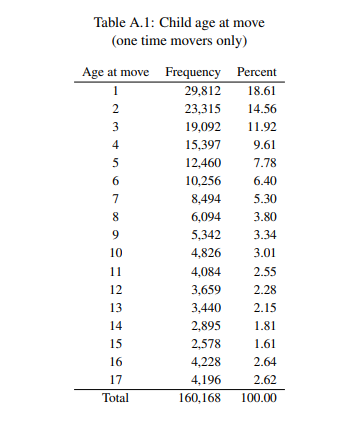 Table A.1: Child age at move
(one time movers only)
Age at move Frequency Percent
1 29,812 18.61
2 23,315 14.56
3 19,092 11.92
4 15,397 9.61
5 12,460 7.78
6 10,256 6.40
7 8,494 5.30
8 6,094 3.80
9 5,342 3.34
10 4,826 3.01
11 4,084 2.55
12 3,659 2.28
13 3,440 2.15
14 2,895 1.81
15 2,578 1.61
16 4,228 2.64
17 4,196 2.62
Total 160,168 100.00